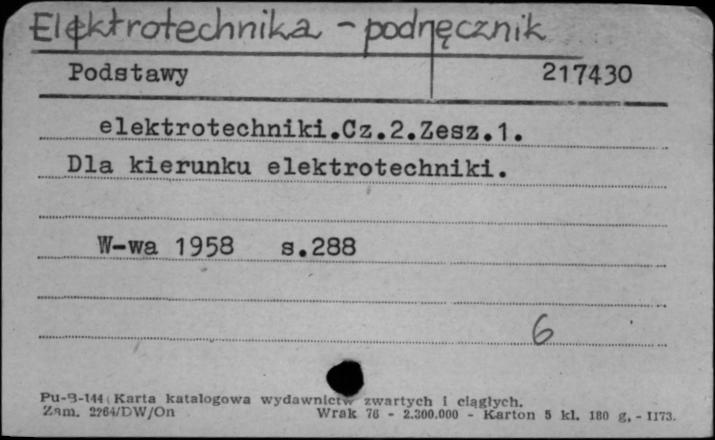 Elektrotechnika - podręcznik
Podstawy 217430
elektrotechniki.Cz.2.Zesz.1.
Dla kierunku elektrotechniki.
W-wa 1958 s.288
6
Pu-B-144 Karta katalogowa wydawnictw zwartych i ciągłych.
Zam. 2264/DW/On Wrak 76 - 2.300.000 - Karton 5 kl. 180 g. - 1173.